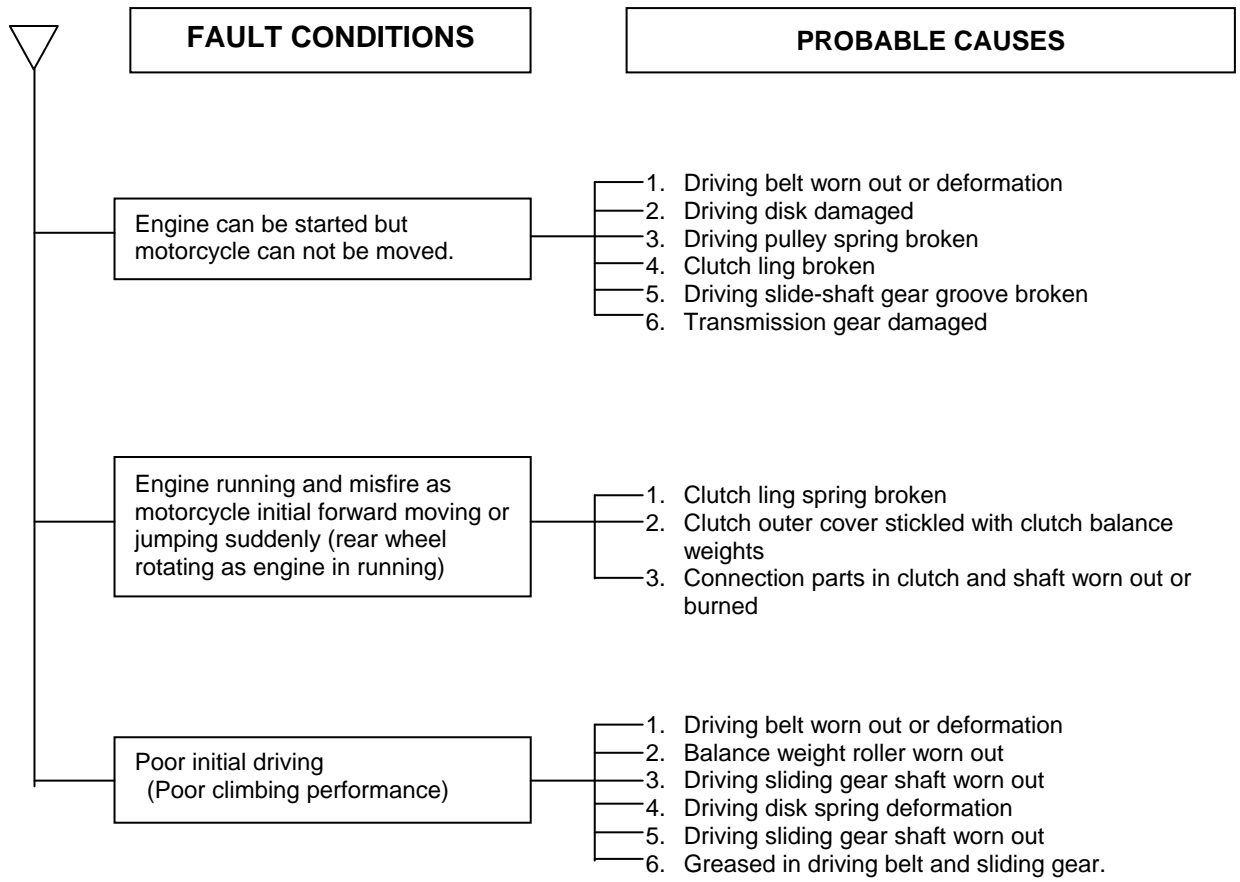 FAULT CONDITIONS
PROBABLE CAUSES
Engine can be started but
motorcycle can not be moved.
1. Driving belt worn out or deformation
2. Driving disk damaged
3. Driving pulley spring broken
4. Clutch ling broken
5. Driving slide-shaft gear groove broken
6. Transmission gear damaged
Engine running and misfire as
motorcycle initial forward moving or
jumping suddenly (rear wheel
rotating as engine in running)
1. Clutch ling spring broken
2. Clutch outer cover stickled with clutch balance
weights
3. Connection parts in clutch and shaft worn out or
burned
Poor initial driving
(Poor climbing performance)
1. Driving belt worn out or deformation
2. Balance weight roller worn out
3. Driving sliding gear shaft worn out
4. Driving disk spring deformation
5. Driving sliding gear shaft worn out
6. Greased in driving belt and sliding gear.